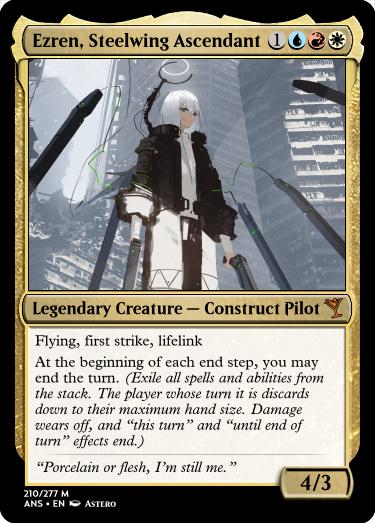 Ezren, Steelwing Ascendant 1
Legendary Creature — Construct Pilot
Flying, first strike, lifelink
At the beginning of each end step, you may
end the turn. (Exile all spells and abilities from
the stack. The player whose turn it is discards
down to their maximum hand size. Damage
wears off, and “this turn” and “until end of
turn” effects end.)
“Porcelain or flesh, I’m still me.”
4/3
210/277 M
ANS • EN Astero